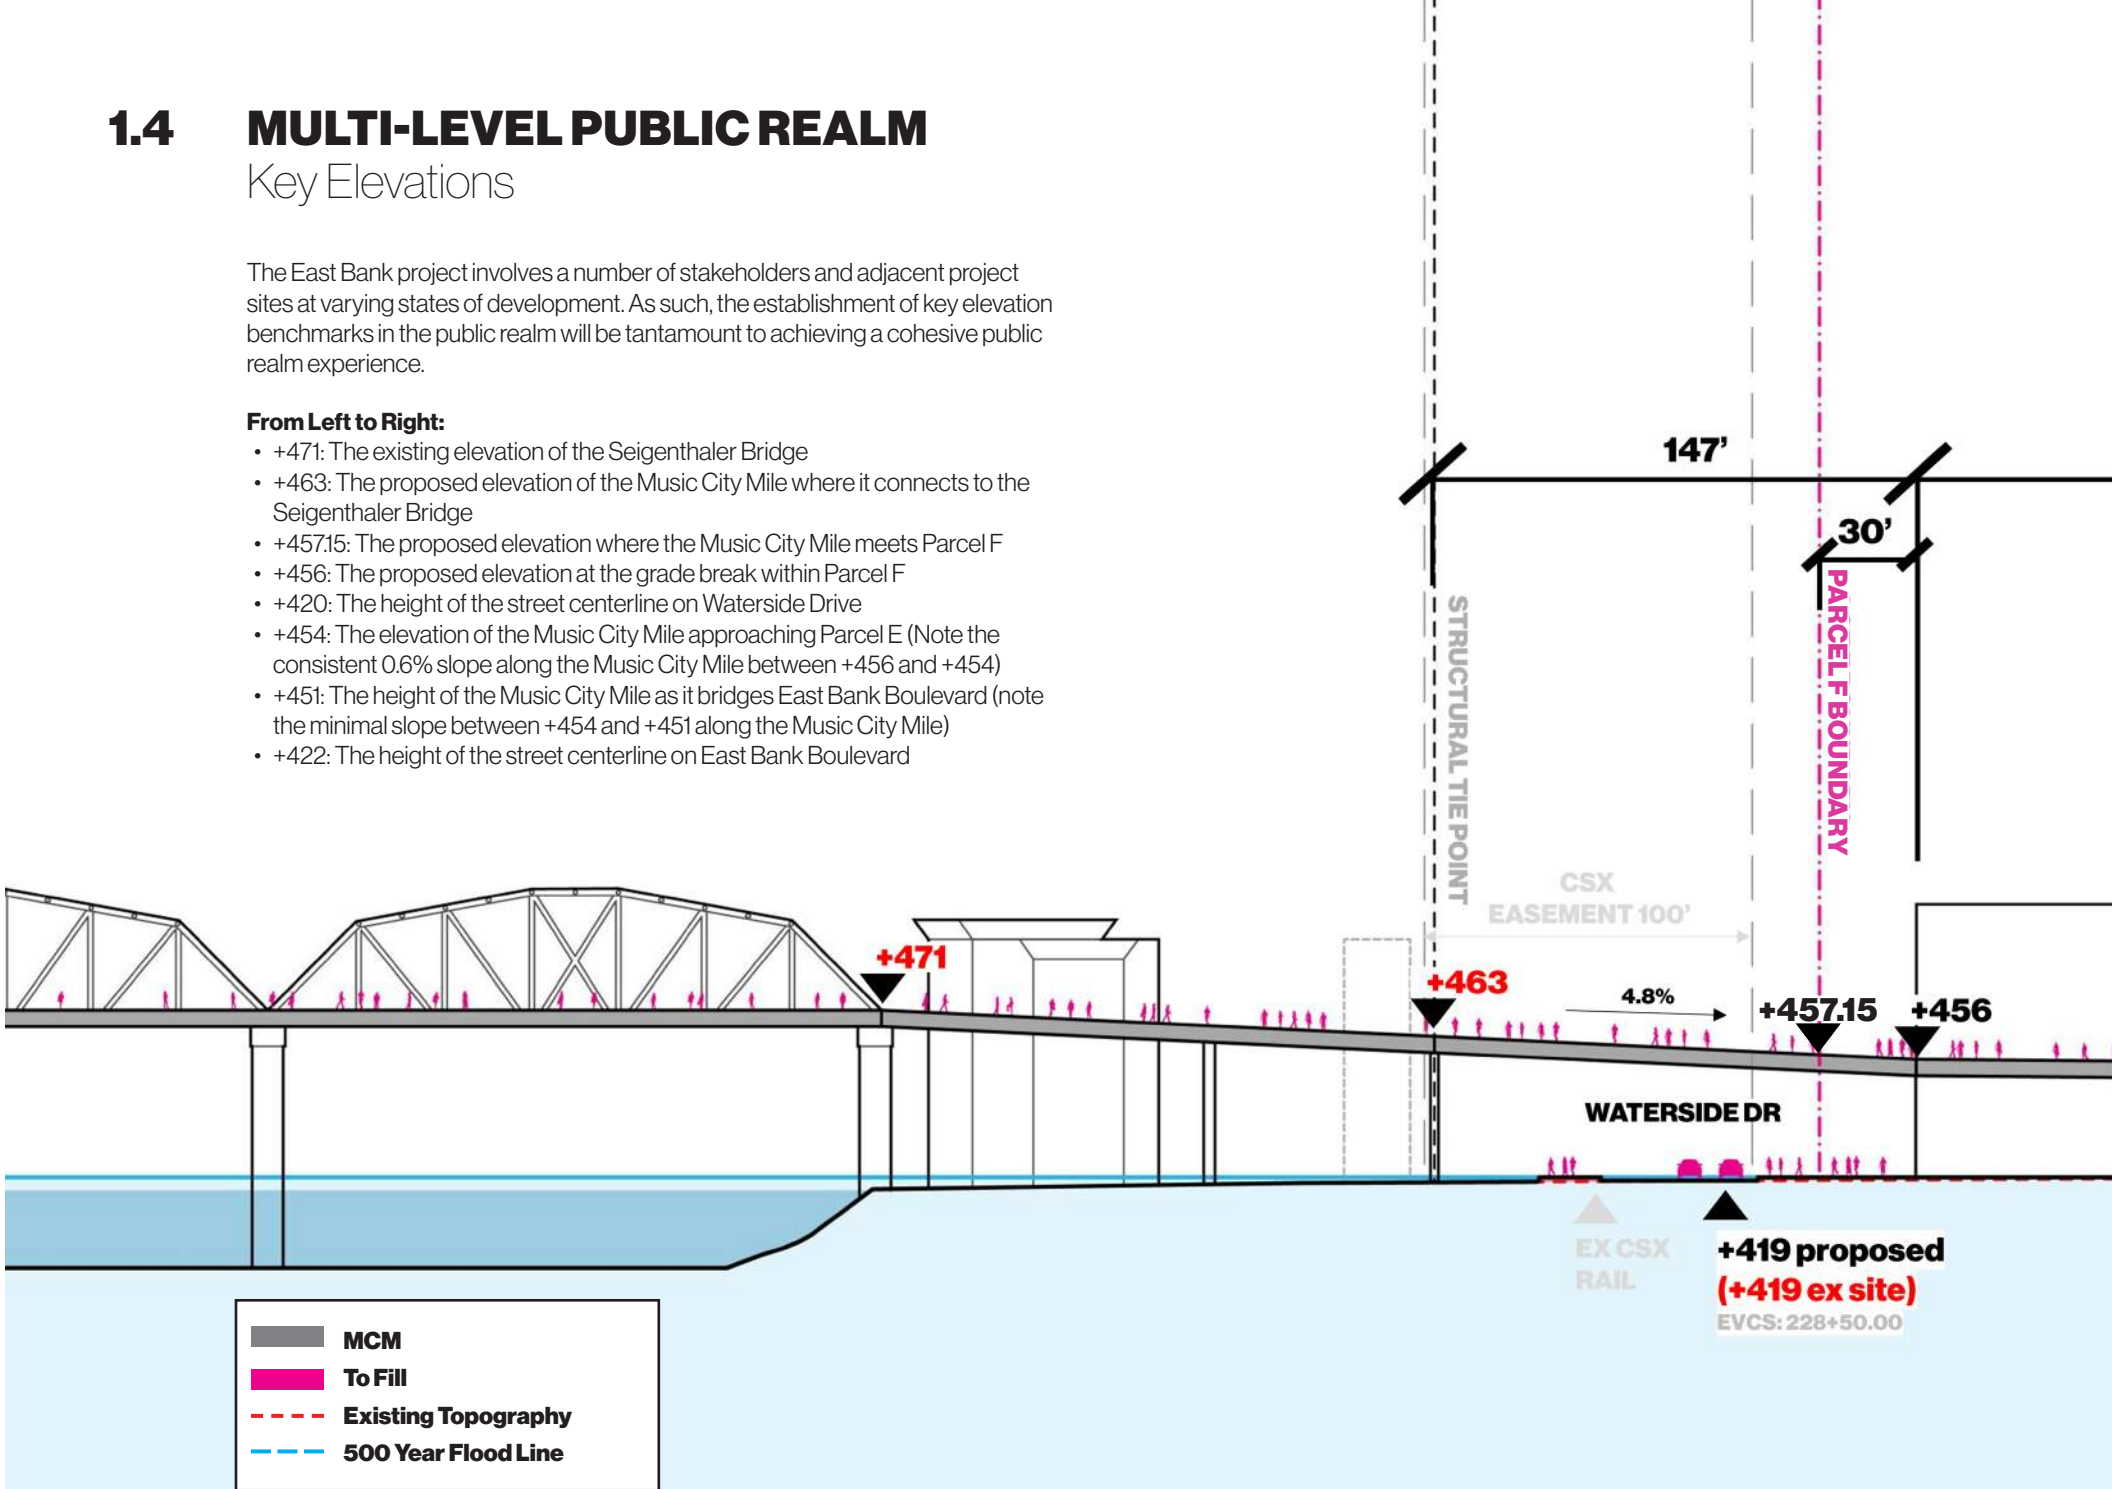 1.4 MULTI-LEVEL PUBLIC REALM
Key Elevations
The East Bank project involves a number of stakeholders and adjacent project
sites at varying states of development. As such, the establishment of key elevation
benchmarks in the public realm will be tantamount to achieving a cohesive public
realm experience.
From Left to Right:
• +471: The existing elevation of the Seigenthaler Bridge
• +463: The proposed elevation of the Music City Mile where it connects to the
Seigenthaler Bridge
• +457.15: The proposed elevation where the Music City Mile meets Parcel F
• +456: The proposed elevation at the grade break within Parcel F
• +420: The height of the street centerline on Waterside Drive
• +454: The elevation of the Music City Mile approaching Parcel E (Note the
consistent 0.6% slope along the Music City Mile between +456 and +454)
• +451: The height of the Music City Mile as it bridges East Bank Boulevard (note
the minimal slope between +454 and +451 along the Music City Mile)
• +422: The height of the street centerline on East Bank Boulevard
147'
30'
STRUCTURAL TIE POINT
PARCEL F BOUNDARY
CSX
EASEMENT 100'
+471
+463
4.8%
+457.15
+456
WATERSIDE DR
EX CSX
RAIL
+419 proposed
(+419 ex site)
EVCS: 228+50.00
MCM
To Fill
Existing Topography
500 Year Flood Line